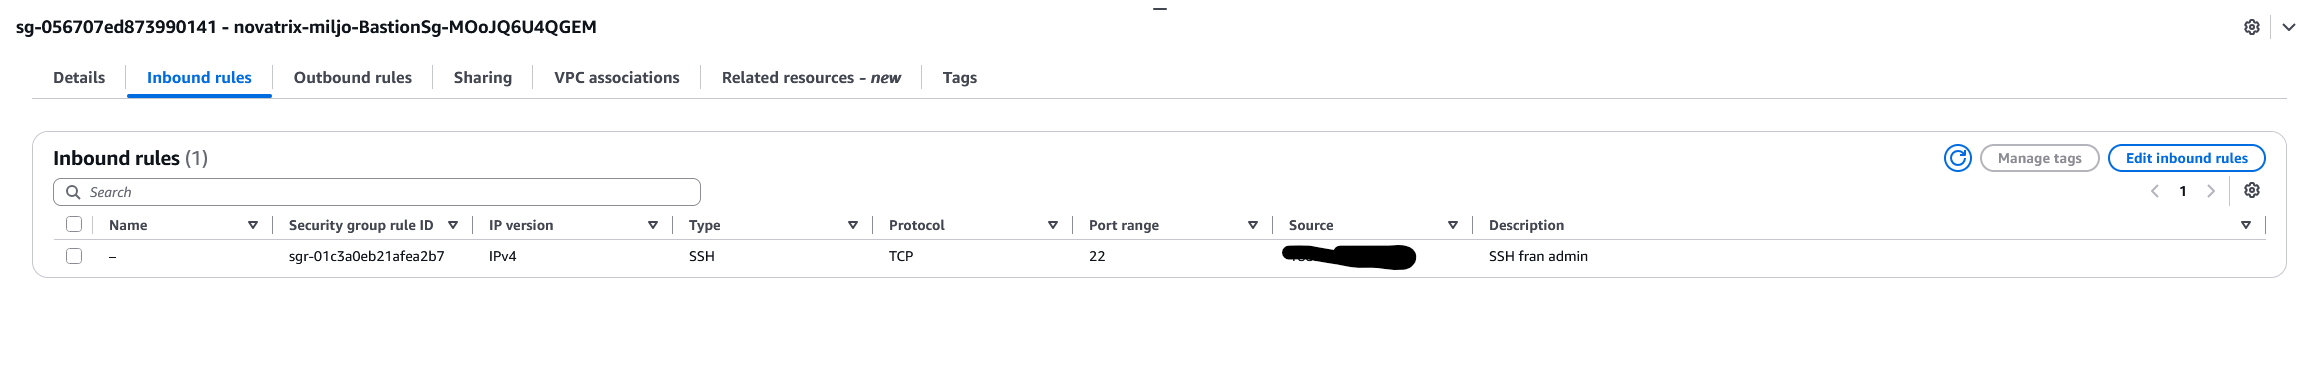 sg-056707ed873990141 - novatrix-miljo-BastionSg-MOoJQ6U4QGEM
Details Inbound rules Outbound rules Sharing VPC associations Related resources - new Tags
Inbound rules (1)
Manage tags Edit inbound rules
Search
1
Name Security group rule ID IP version Type Protocol Port range Source Description
– sgr-01c3a0eb21afea2b7 IPv4 SSH TCP 22 SSH fran admin